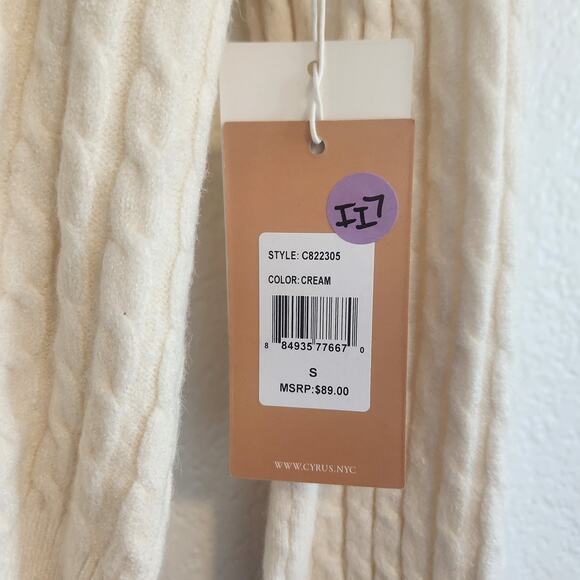 II7
STYLE: C822305
COLOR: CREAM
8 84935 77667 0
S
MSRP:$89.00
WWW.CYRUS.NYC